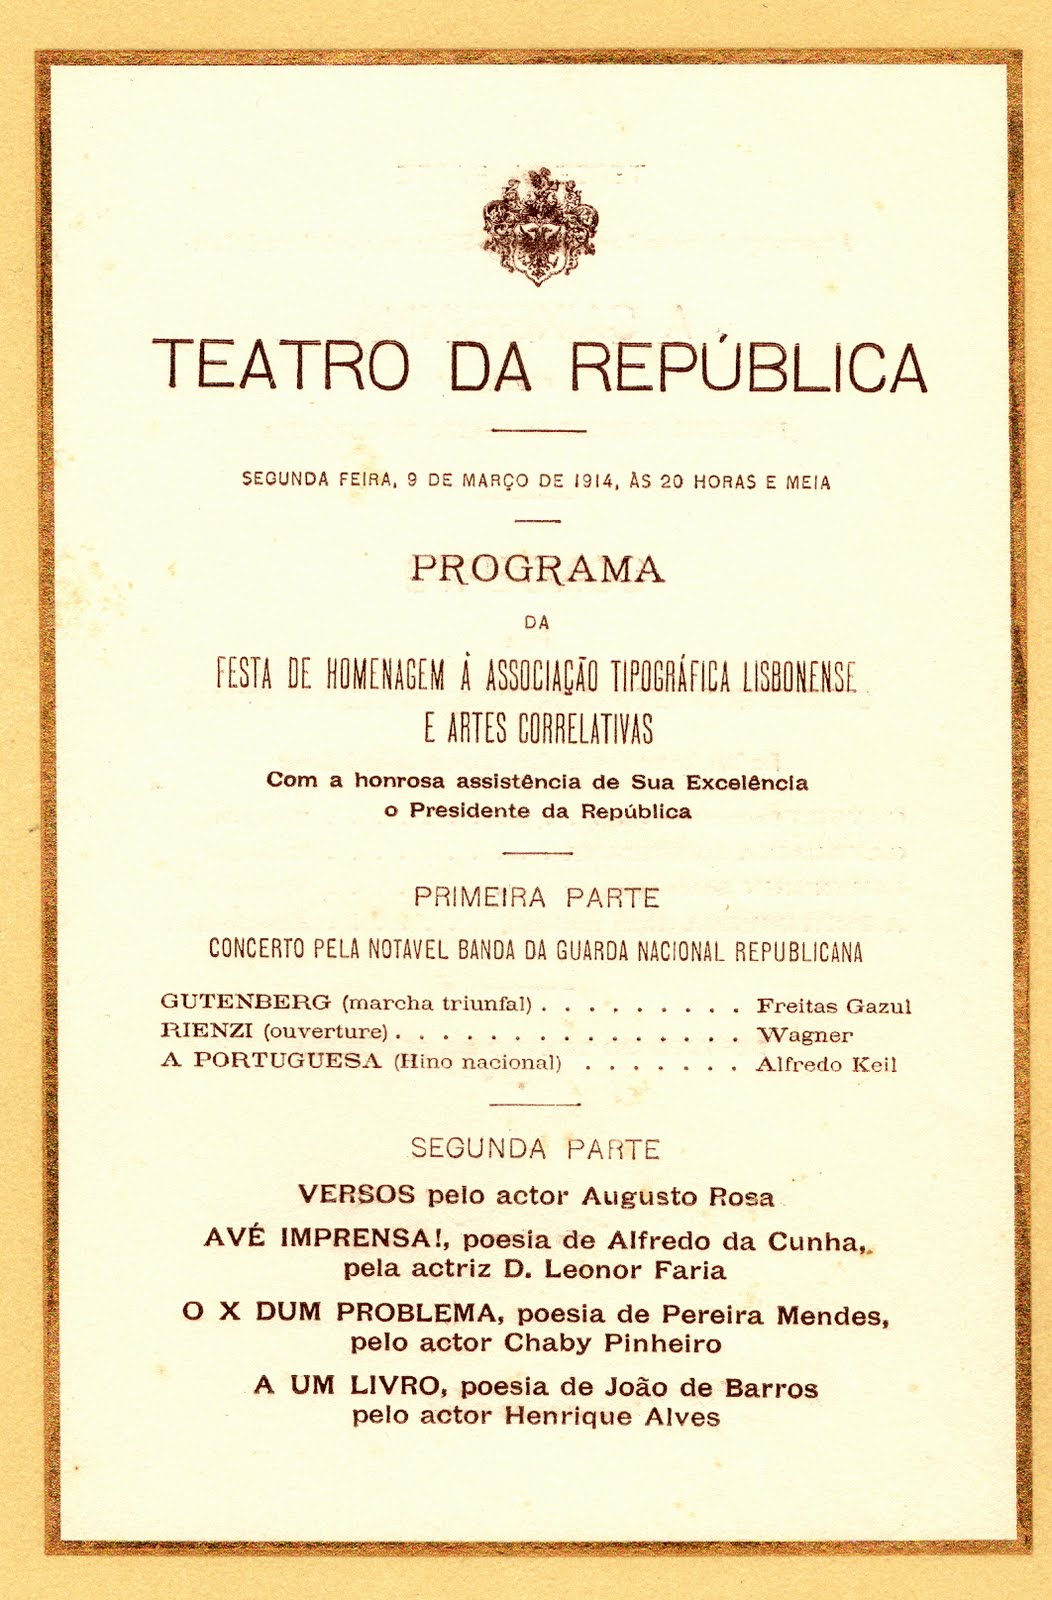 TEATRO DA REPÚBLICA
SEGUNDA FEIRA, 9 DE MARÇO DE 1914, ÀS 20 HORAS E MEIA
PROGRAMA
DA
FESTA DE HOMENAGEM À ASSOCIAÇÃO TIPOGRÁFICA LISBONENSE
E ARTES CORRELATIVAS
Com a honrosa assistência de Sua Excelência
o Presidente da República
PRIMEIRA PARTE
CONCERTO PELA NOTAVEL BANDA DA GUARDA NACIONAL REPUBLICANA
GUTENBERG (marcha triunfal) . . . . . . . . . Freitas Gazul
RIENZI (ouverture) . . . . . . . . . . . . . . . Wagner
A PORTUGUESA (Hino nacional) . . . . . . . Alfredo Keil
SEGUNDA PARTE
VERSOS pelo actor Augusto Rosa
AVÉ IMPRENSA!, poesia de Alfredo da Cunha,
pela actriz D. Leonor Faria
O X DUM PROBLEMA, poesia de Pereira Mendes,
pelo actor Chaby Pinheiro
A UM LIVRO, poesia de João de Barros
pelo actor Henrique Alves